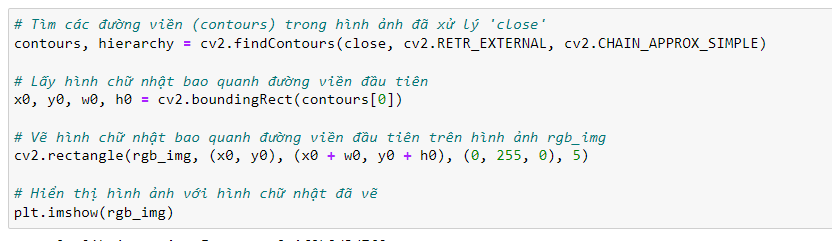 # Tìm các đường viền (contours) trong hình ảnh đã xử lý 'close'
contours, hierarchy = cv2.findContours(close, cv2.RETR_EXTERNAL, cv2.CHAIN_APPROX_SIMPLE)
# Lấy hình chữ nhật bao quanh đường viền đầu tiên
x0, y0, w0, h0 = cv2.boundingRect(contours[0])
# Vẽ hình chữ nhật bao quanh đường viền đầu tiên trên hình ảnh rgb_img
cv2.rectangle(rgb_img, (x0, y0), (x0 + w0, y0 + h0), (0, 255, 0), 5)
# Hiển thị hình ảnh với hình chữ nhật đã vẽ
plt.imshow(rgb_img)